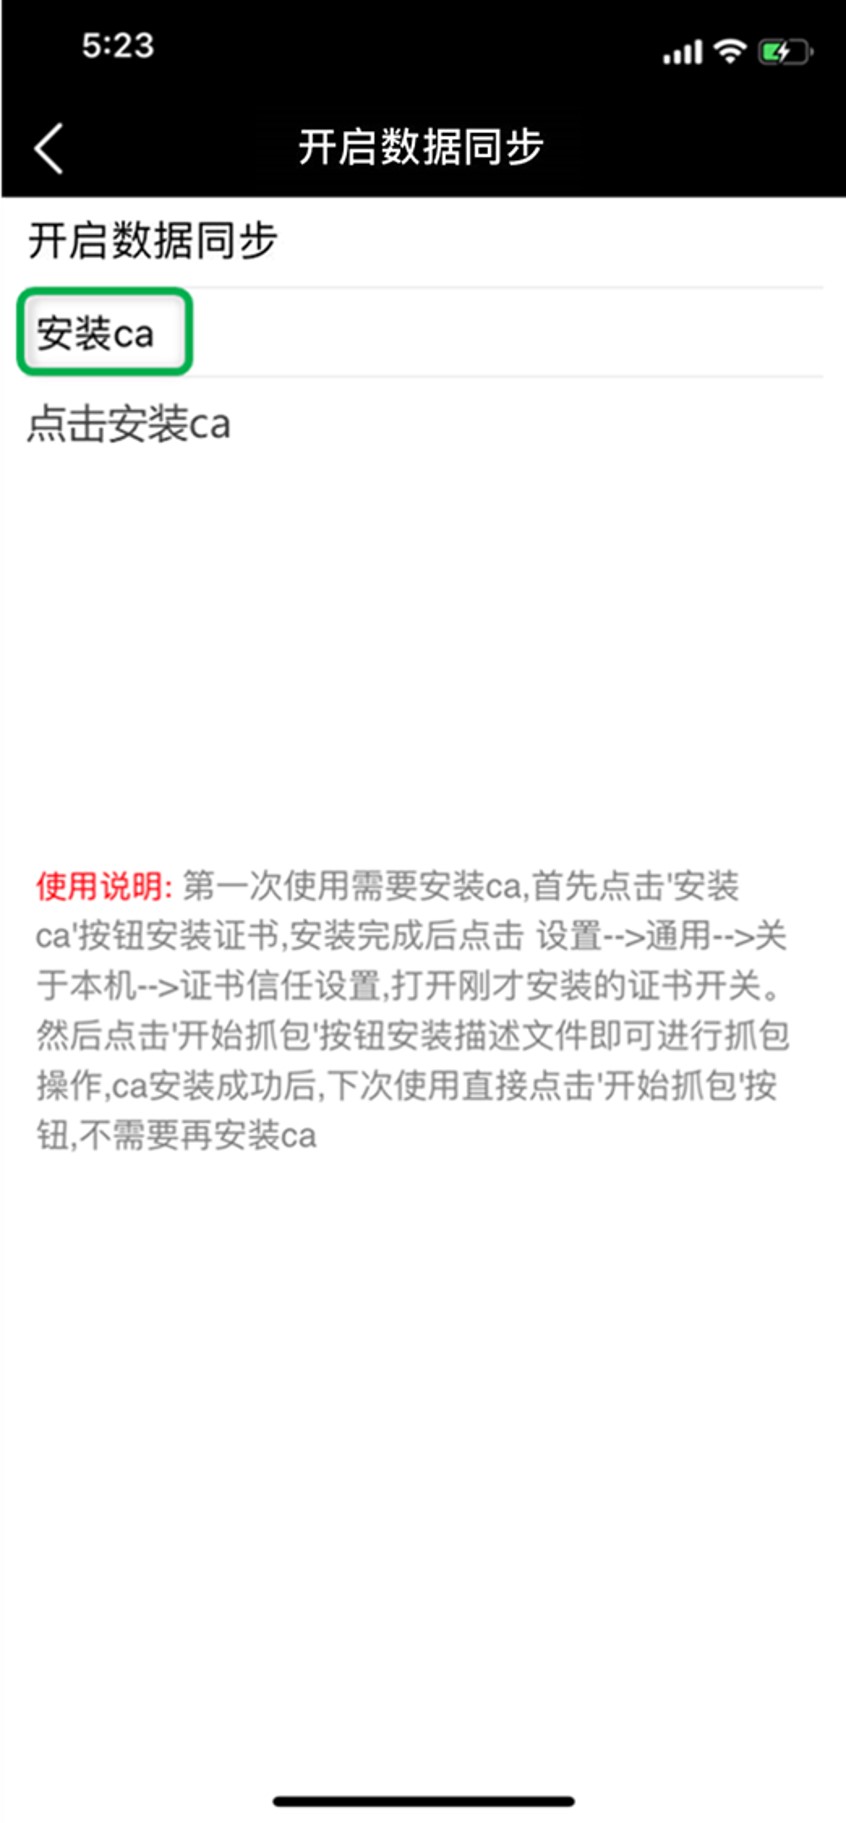 5:23
开启数据同步
开启数据同步
安装ca
点击安装ca
使用说明: 第一次使用需要安装ca,首先点击'安装
ca'按钮安装证书,安装完成后点击 设置-->通用-->关
于本机-->证书信任设置,打开刚才安装的证书开关。
然后点击'开始抓包'按钮安装描述文件即可进行抓包
操作,ca安装成功后,下次使用直接点击'开始抓包'按
钮,不需要再安装ca